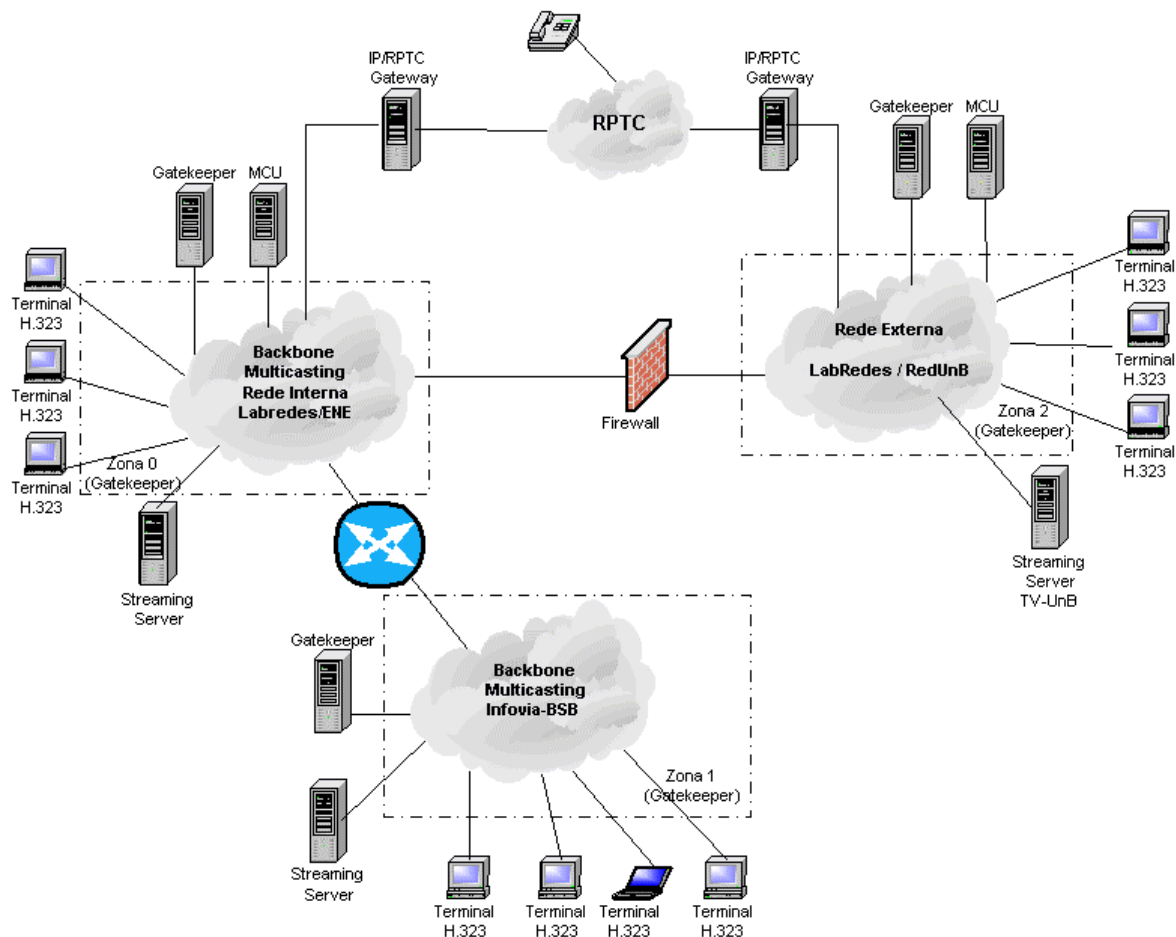 IP/RPTC
Gateway
IP/RPTC
Gateway
RPTC
Gatekeeper
MCU
Gatekeeper
MCU
Terminal
H.323
Terminal
H.323
Terminal
H.323
Backbone
Multicasting
Rede Interna
Labredes/ENE
Zona 0
(Gatekeeper)
Streaming
Server
Firewall
Rede Externa
LabRedes / RedUnB
Zona 2
(Gatekeeper)
Terminal
H.323
Terminal
H.323
Terminal
H.323
Streaming
Server
TV-UnB
Gatekeeper
Backbone
Multicasting
Infovia-BSB
Zona 1
(Gatekeeper)
Streaming
Server
Terminal
H.323
Terminal
H.323
Terminal
H.323
Terminal
H.323